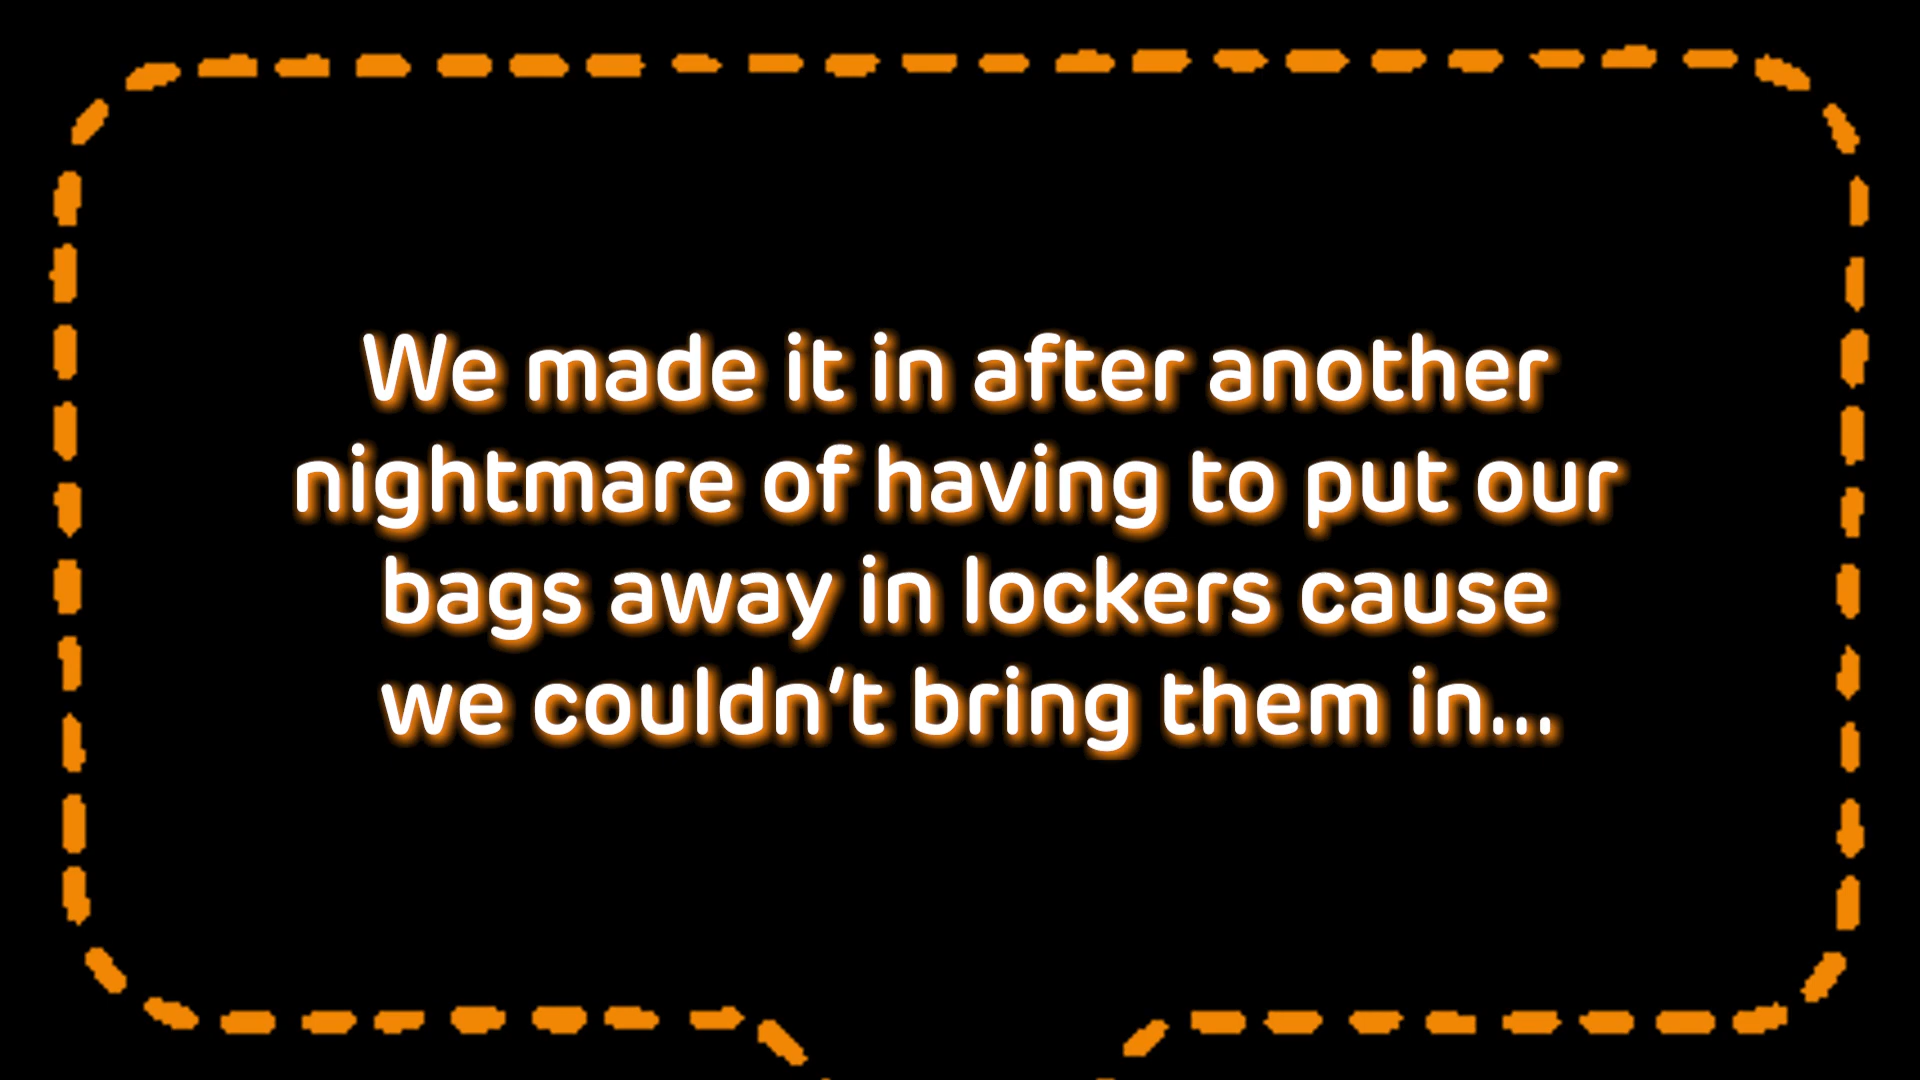 We made it in after another
nightmare of having to put our
bags away in lockers cause
we couldn’t bring them in...